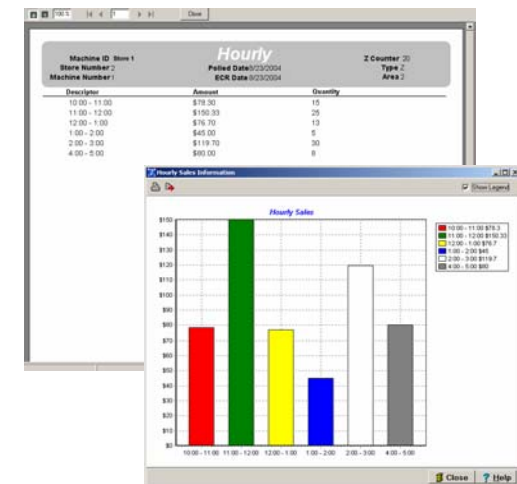 100% 1 Close
Hourly
Machine ID Store 1
Store Number 2
Machine Number 1
Polled Date 8/23/2004
ECR Date 8/23/2004
Z Counter 20
Type Z
Area 2
Descriptor Amount Quantity
10:00 - 11:00 $78.30 15
11:00 - 12:00 $150.33 25
12:00 - 1:00 $76.70 13
1:00 - 2:00 $45.00 5
2:00 - 3:00 $119.70 30
4:00 - 5:00 $80.00 8
Hourly Sales Information
Show Legend
Hourly Sales
$150
$140
$130
$120
$110
$100
$90
$80
$70
$60
$50
$40
$30
$20
$10
$0
10:00 - 11:00 11:00 - 12:00 12:00 - 1:00 1:00 - 2:00 2:00 - 3:00 4:00 - 5:00
10:00 - 11:00 $78.3
11:00 - 12:00 $150.33
12:00 - 1:00 $76.7
1:00 - 2:00 $45
2:00 - 3:00 $119.7
4:00 - 5:00 $80
Close ? Help